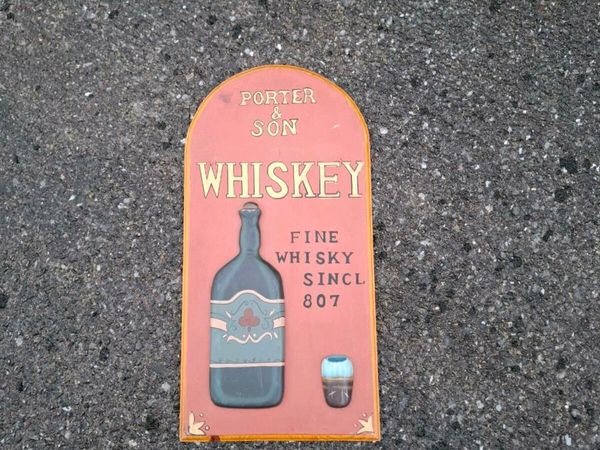 PORTER
&
SON
WHISKEY
FINE
WHISKY
SINCL
807